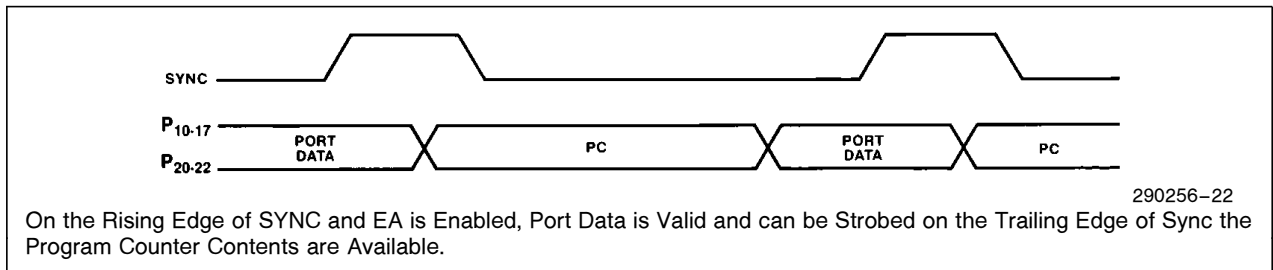 SYNC
P10-17
P20-22
PORT
DATA
PC
PORT
DATA
PC
290256–22
On the Rising Edge of SYNC and EA is Enabled, Port Data is Valid and can be Strobed on the Trailing Edge of Sync the
Program Counter Contents are Available.